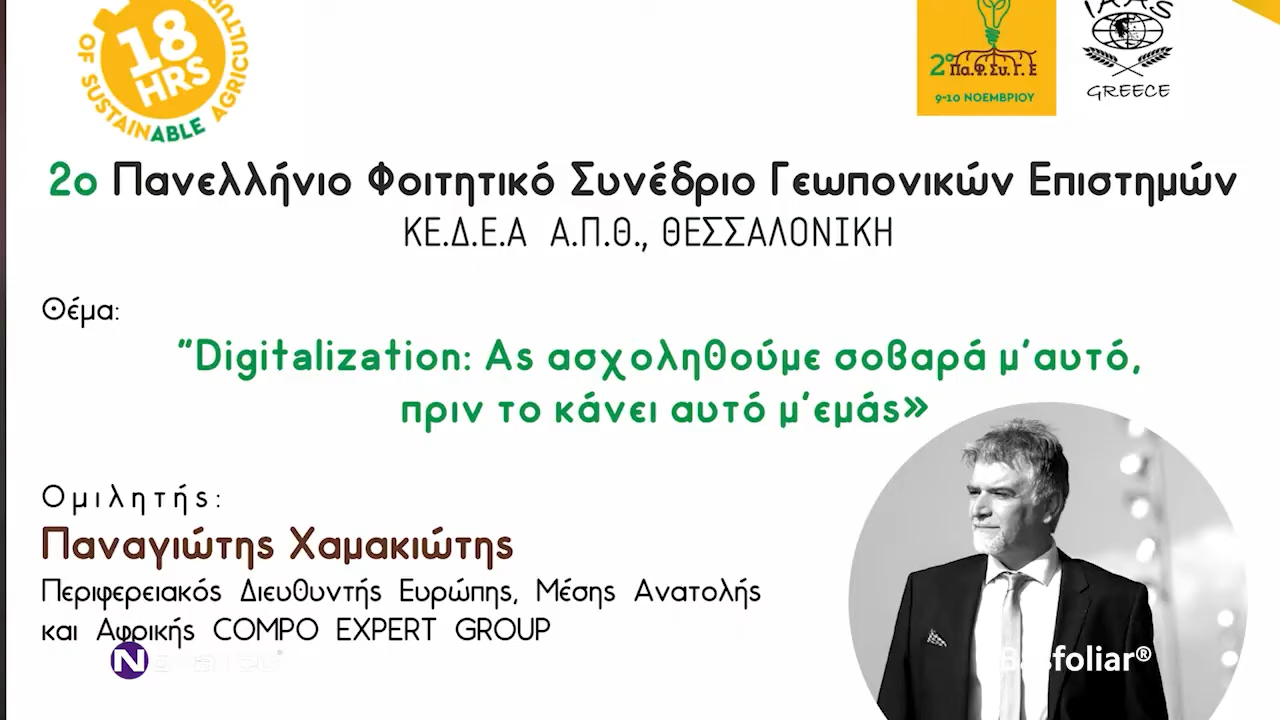 18
HRS
OF SUSTAINABLE AGRICULTURE
2ο Πα.Φ.Συ.Γ.Ε
9-10 ΝΟΕΜΒΡΙΟΥ
IAAS
GREECE
2ο Πανελλήνιο Φοιτητικό Συνέδριο Γεωπονικών Επιστημών
ΚΕ.Δ.Ε.Α Α.Π.Θ., ΘΕΣΣΑΛΟΝΙΚΗ
Θέμα:
“Digitalization: Ας ασχοληθούμε σοβαρά μ’αυτό,
πριν το κάνει αυτό μ’εμάς»
Ομιλητής:
Παναγιώτης Χαμακιώτης
Περιφερειακός Διευθυντής Ευρώπης, Μέσης Ανατολής
και Αφρικής COMPO EXPERT GROUP
Basfoliar®